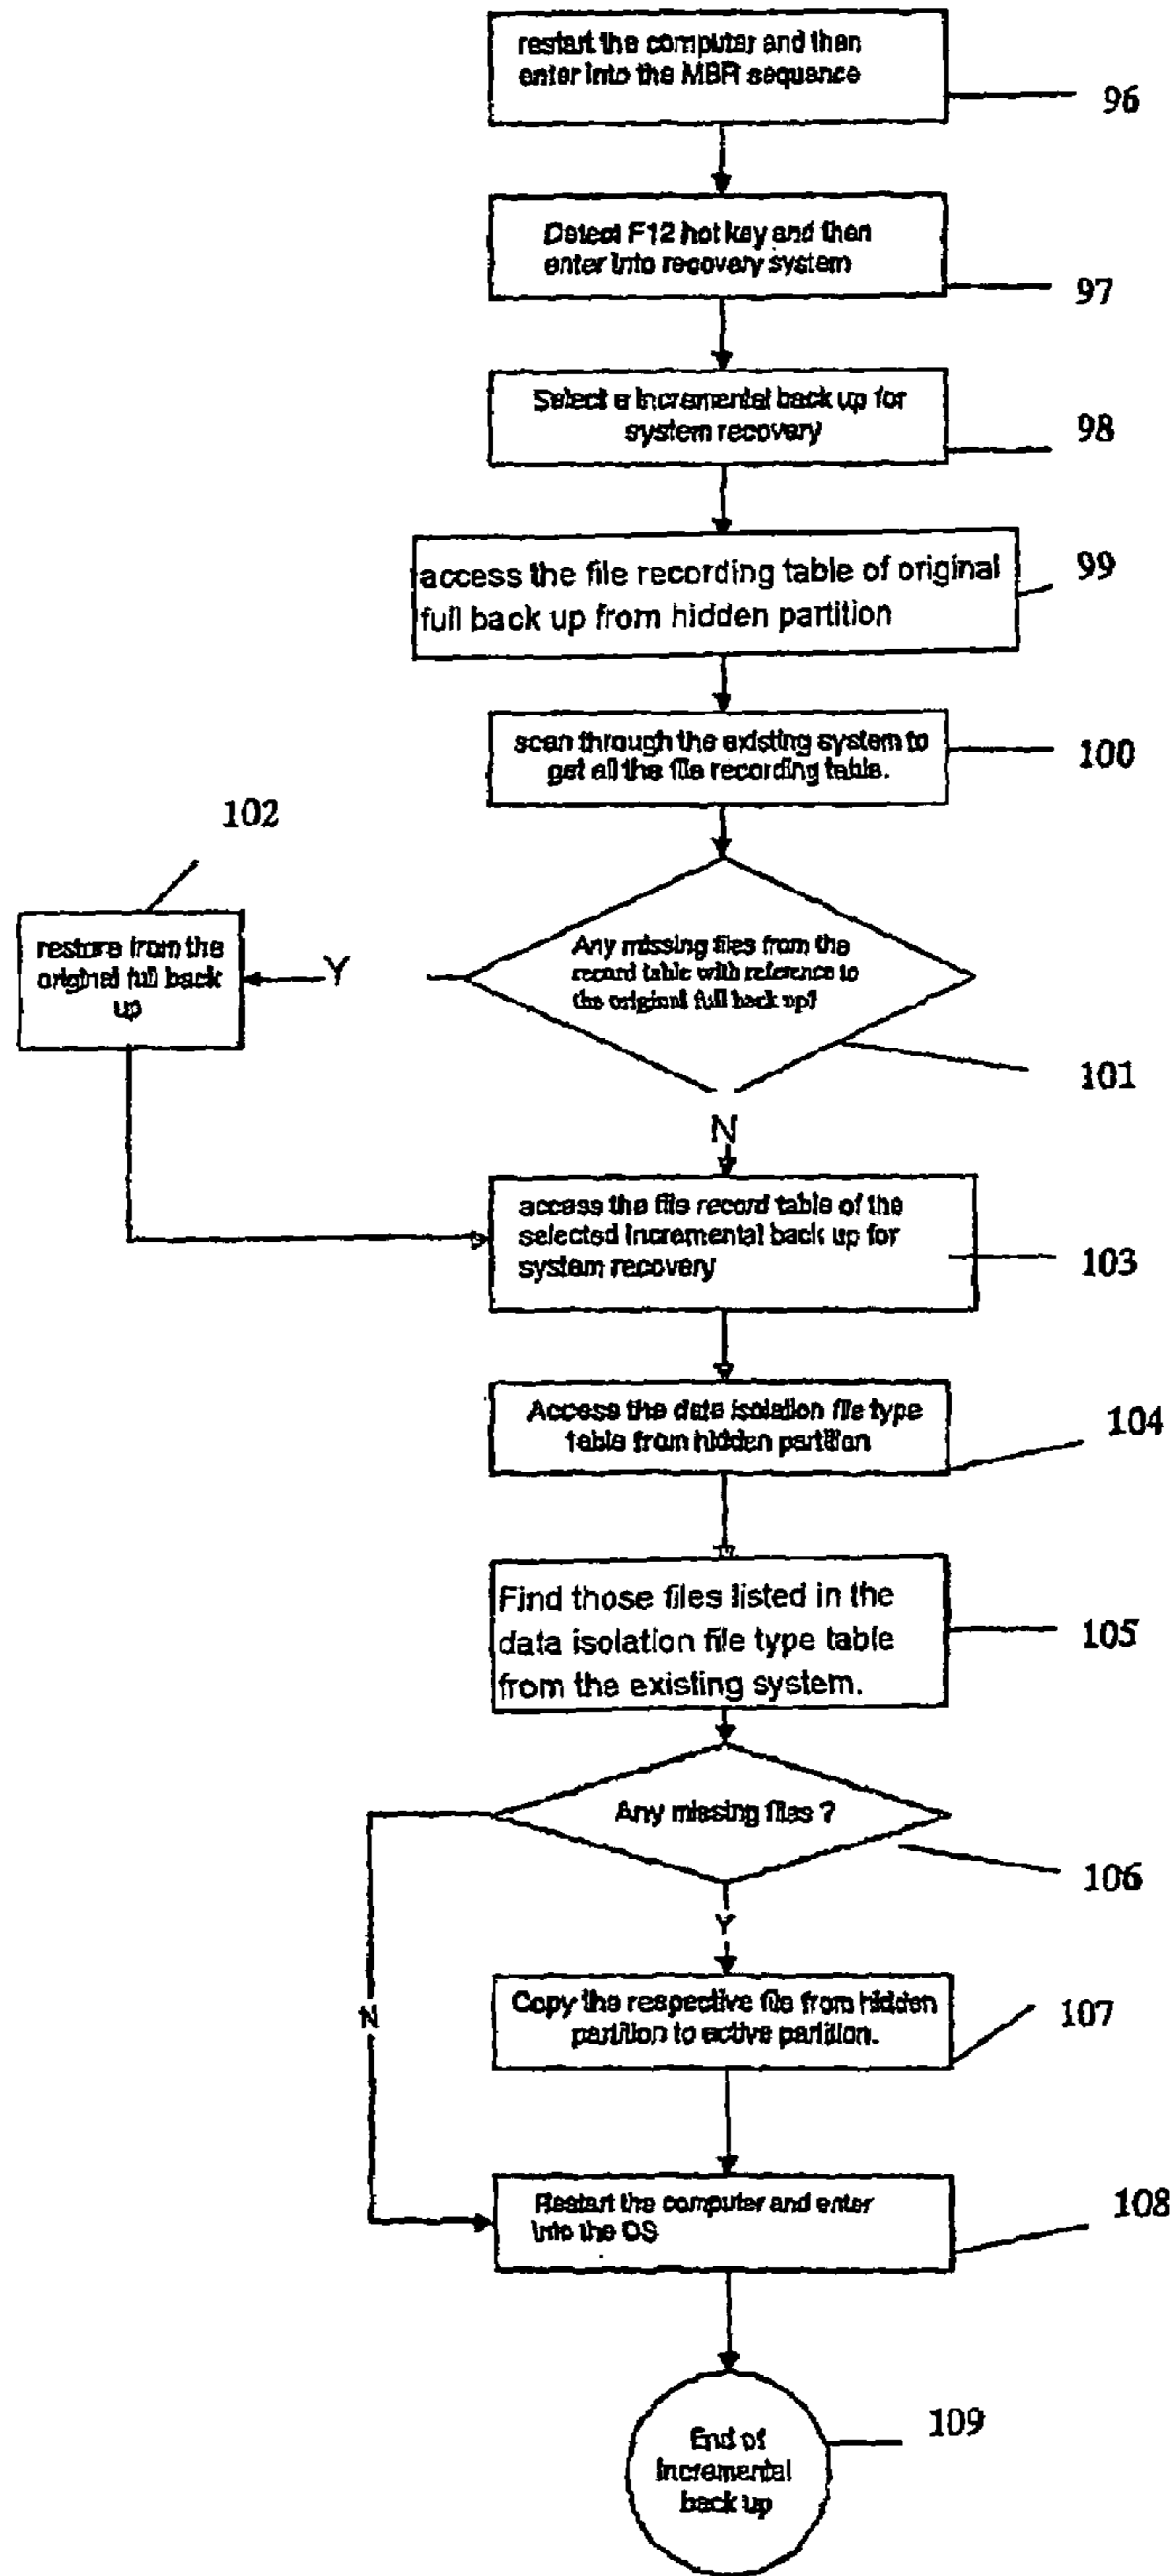 restart the computer and then
enter into the MBR sequence
96
Detect F12 hot key and then
enter into recovery system
97
Select a incremental back up for
system recovery
98
access the file recording table of original
full back up from hidden partition
99
scan through the existing system to
get all the file recording table.
100
102
restore from the
original full back
up
Y
Any missing files from the
record table with reference to
the original full back up?
101
N
access the file record table of the
selected incremental back up for
system recovery
103
Access the data isolation file type
table from hidden partition
104
Find those files listed in the
data isolation file type table
from the existing system.
105
Any missing files ?
106
Y
N
Copy the respective file from hidden
partition to active partition.
107
Restart the computer and enter
into the OS
108
End of
incremental
back up
109